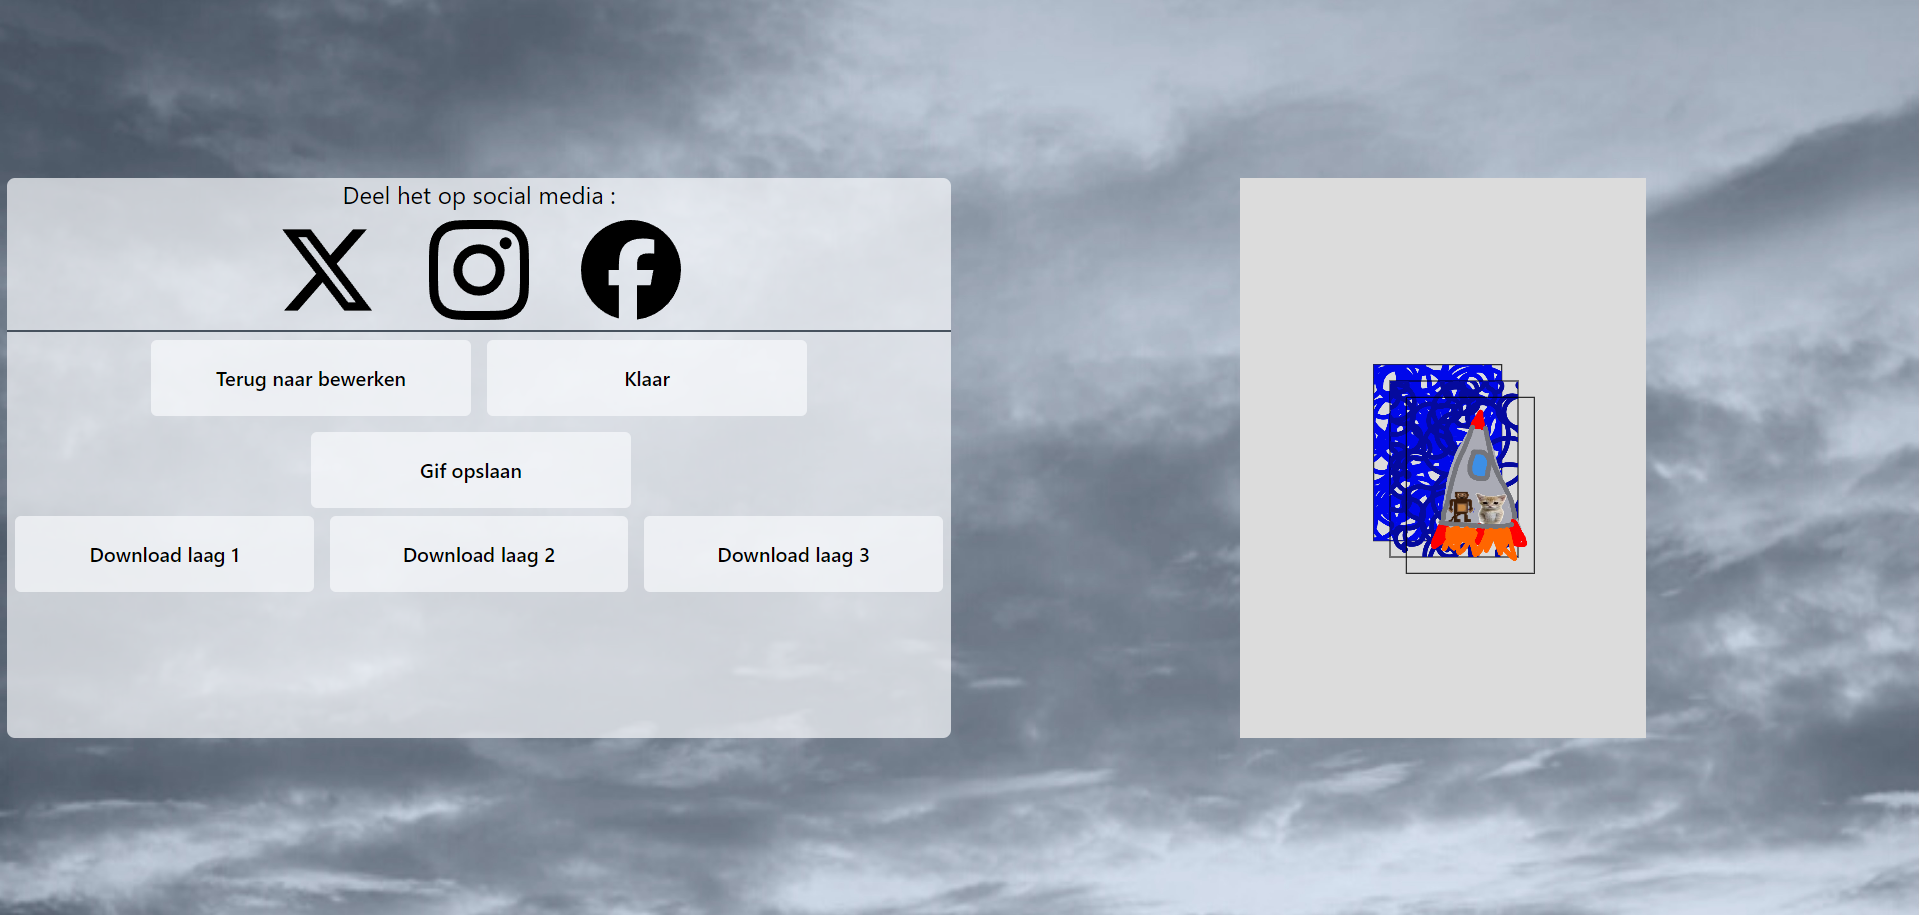 Deel het op social media :
Terug naar bewerken
Klaar
Gif opslaan
Download laag 1
Download laag 2
Download laag 3